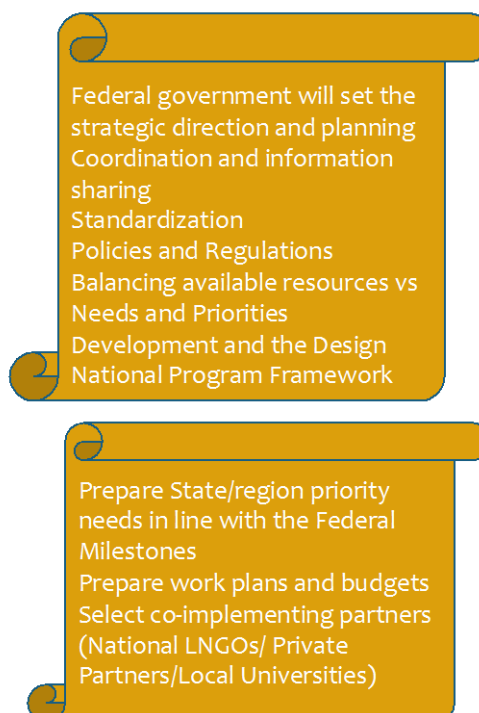 Federal government will set the
strategic direction and planning
Coordination and information
sharing
Standardization
Policies and Regulations
Balancing available resources vs
Needs and Priorities
Development and the Design
National Program Framework
Prepare State/region priority
needs in line with the Federal
Milestones
Prepare work plans and budgets
Select co-implementing partners
(National LNGOs/ Private
Partners/Local Universities)